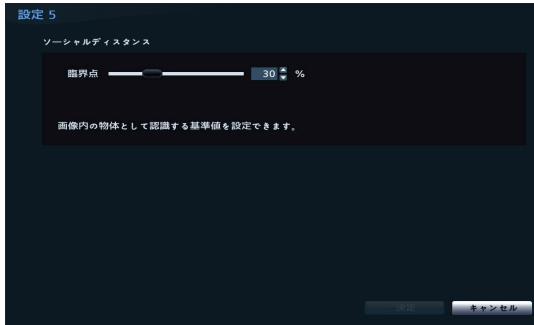 設定 5
ソーシャルディスタンス
臨界点 30 %
画像内の物体として認識する基準値を設定できます。
決定 キャンセル